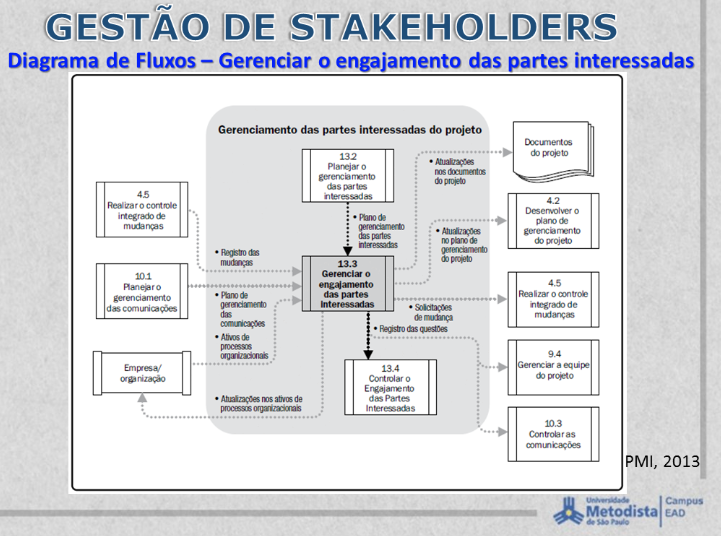 GESTÃO DE STAKEHOLDERS
Diagrama de Fluxos – Gerenciar o engajamento das partes interessadas
Gerenciamento das partes interessadas do projeto
13.2
Planejar o
gerenciamento
das partes
interessadas
Documentos
do projeto
• Atualizações
nos documentos
do projeto
4.5
Realizar o controle
integrado de
mudanças
4.2
Desenvolver o
plano de
gerenciamento
do projeto
• Plano de
gerenciamento
das partes
interessadas
• Atualizações
no plano de
gerenciamento
do projeto
• Registro das
mudanças
13.3
Gerenciar o
engajamento
das partes
interessadas
10.1
Planejar o
gerenciamento
das comunicações
4.5
Realizar o controle
integrado de
mudanças
• Plano de
gerenciamento
das
comunicações
• Ativos de
processos
organizacionais
• Solicitações
de mudança
• Registro das questões
9.4
Gerenciar a equipe
do projeto
Empresa/
organização
13.4
Controlar o
Engajamento
das Partes
Interessadas
• Atualizações nos ativos de
processos organizacionais
10.3
Controlar as
comunicações
PMI, 2013
Universidade
Metodista
de São Paulo
Campus
EAD